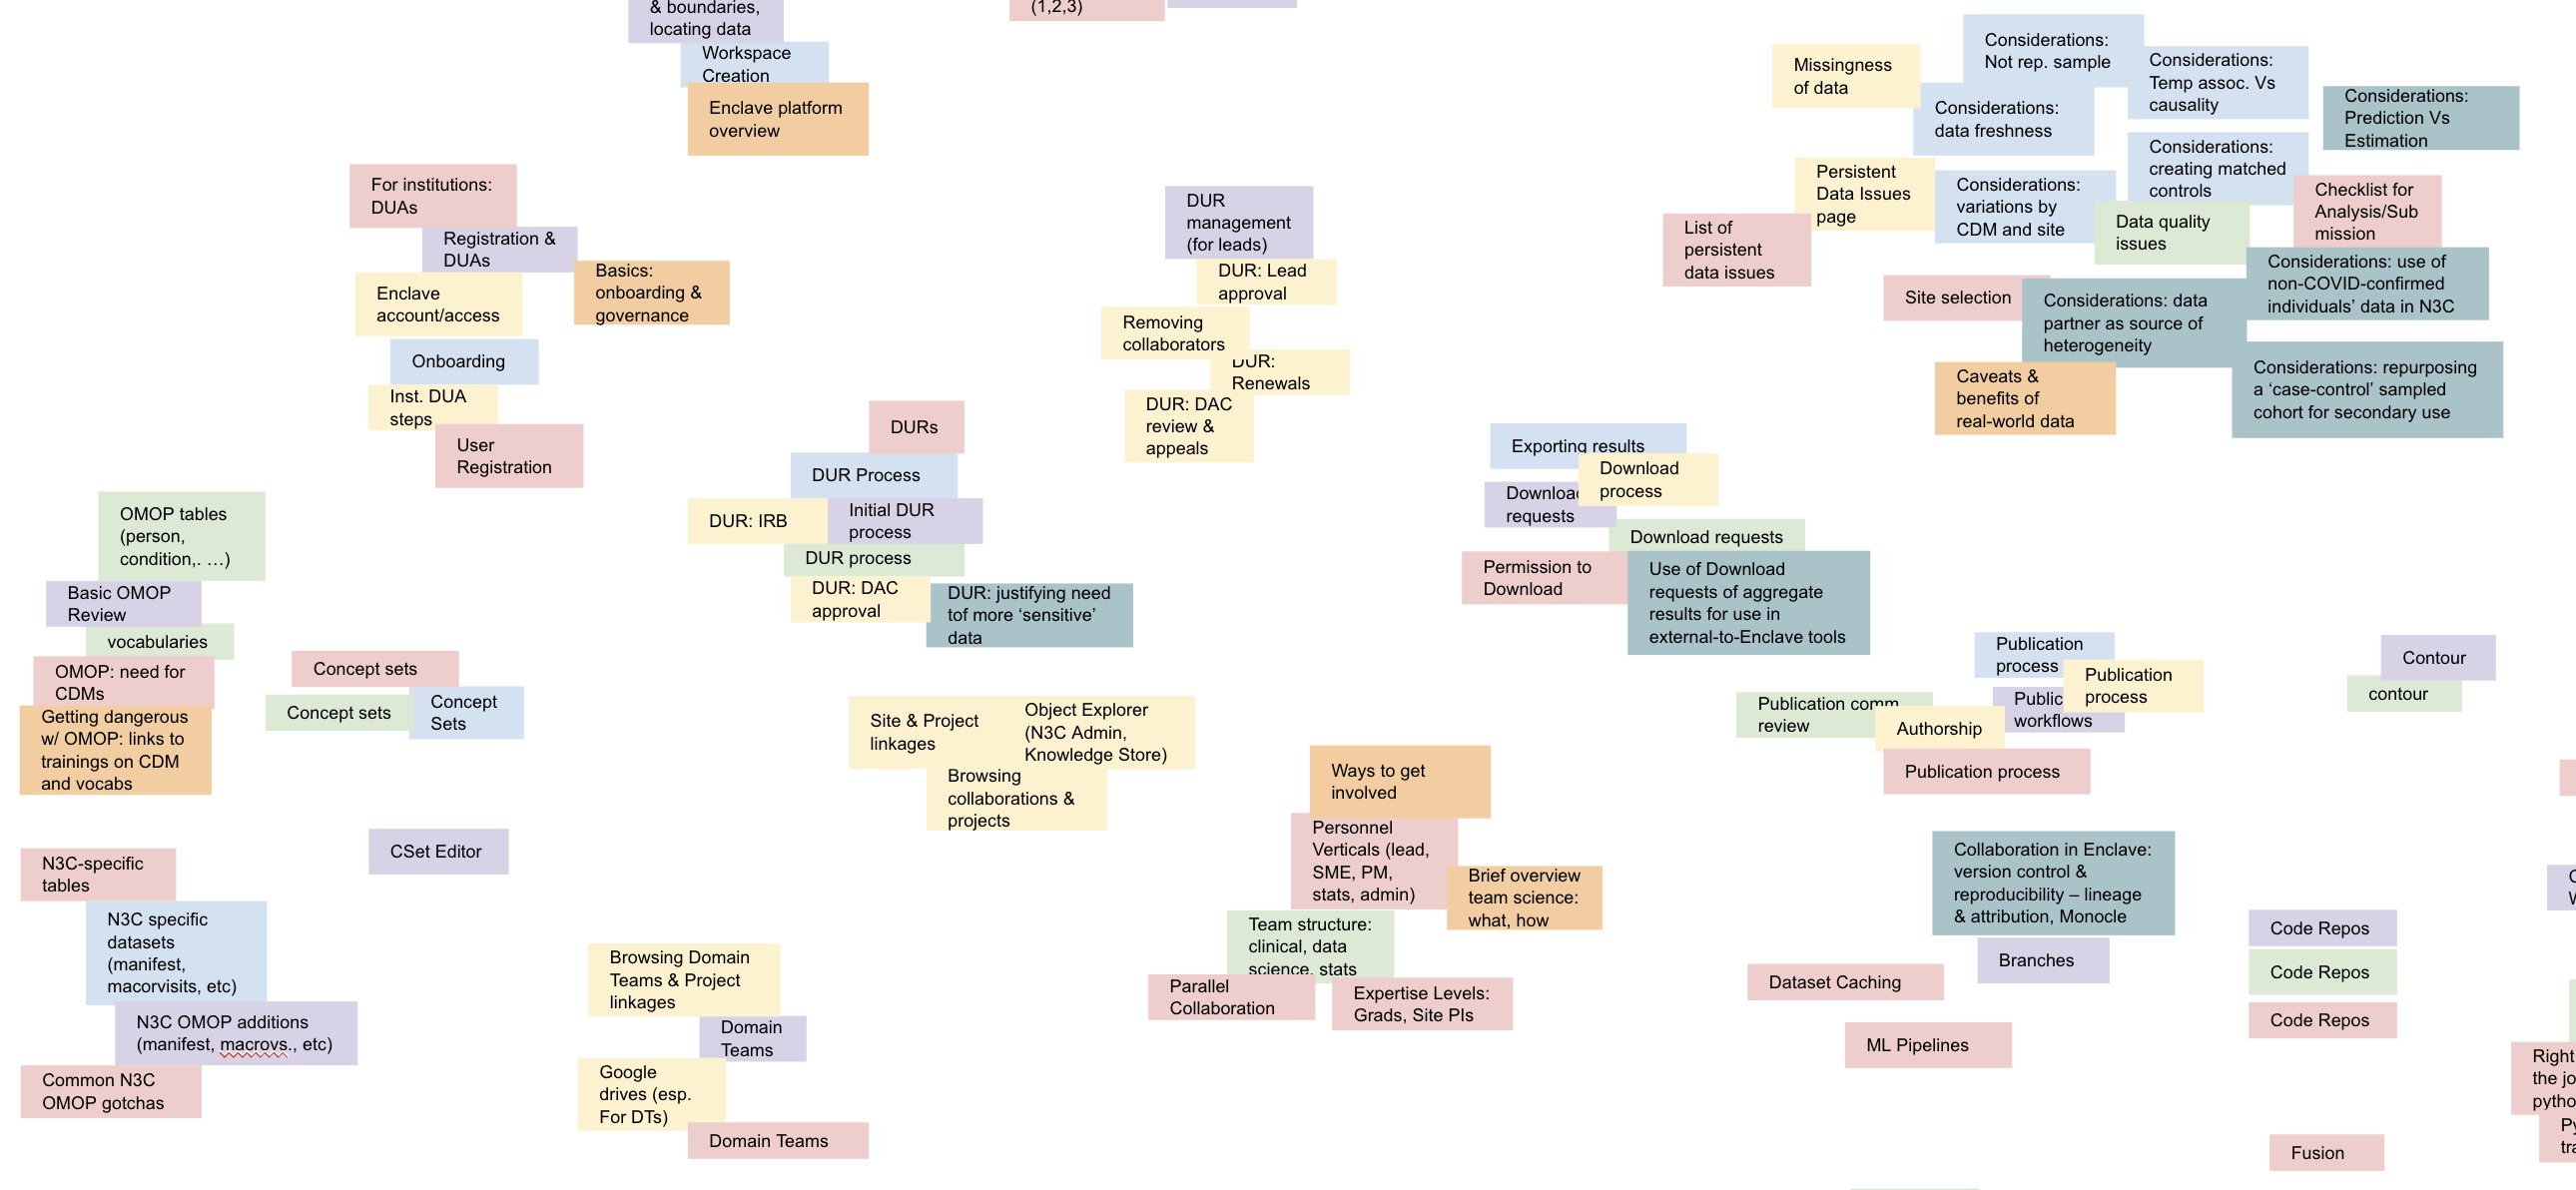 & boundaries,
locating data
Workspace
Creation
Enclave platform
overview
(1,2,3)
Considerations:
Not rep. sample
Missingness
of data
Considerations:
data freshness
Considerations:
Temp assoc. Vs
causality
Considerations:
Prediction Vs
Estimation
Considerations:
creating matched
controls
Persistent
Data Issues
page
Considerations:
variations by
CDM and site
Checklist for
Analysis/Sub
mission
Data quality
issues
List of
persistent
data issues
Considerations: use of
non-COVID-confirmed
individuals’ data in N3C
Site selection
Considerations: data
partner as source of
heterogeneity
Considerations: repurposing
a ‘case-control’ sampled
cohort for secondary use
Caveats &
benefits of
real-world data
For institutions:
DUAs
Registration &
DUAs
Basics:
onboarding &
governance
Enclave
account/access
Onboarding
Inst. DUA
steps
User
Registration
DUR
management
(for leads)
DUR: Lead
approval
Removing
collaborators
DUR:
Renewals
DUR: DAC
review &
appeals
DURs
DUR Process
DUR: IRB
Initial DUR
process
DUR process
DUR: DAC
approval
DUR: justifying need
tof more ‘sensitive’
data
Exporting results
Download
process
Download
requests
Download requests
Permission to
Download
Use of Download
requests of aggregate
results for use in
external-to-Enclave tools
OMOP tables
(person,
condition,. …)
Basic OMOP
Review
vocabularies
OMOP: need for
CDMs
Getting dangerous
w/ OMOP: links to
trainings on CDM
and vocabs
Concept sets
Concept sets
Concept
Sets
CSet Editor
N3C-specific
tables
N3C specific
datasets
(manifest,
macorvisits, etc)
N3C OMOP additions
(manifest, macrovs., etc)
Common N3C
OMOP gotchas
Site & Project
linkages
Object Explorer
(N3C Admin,
Knowledge Store)
Browsing
collaborations &
projects
Browsing Domain
Teams & Project
linkages
Domain
Teams
Google
drives (esp.
For DTs)
Domain Teams
Ways to get
involved
Personnel
Verticals (lead,
SME, PM,
stats, admin)
Brief overview
team science:
what, how
Team structure:
clinical, data
science, stats
Parallel
Collaboration
Expertise Levels:
Grads, Site PIs
Publication
process
Publication
process
workflows
Publication comm
review
Authorship
Publication process
Contour
contour
Collaboration in Enclave:
version control &
reproducibility – lineage
& attribution, Monocle
Branches
Dataset Caching
ML Pipelines
Code Repos
Code Repos
Code Repos
Fusion
Right
the